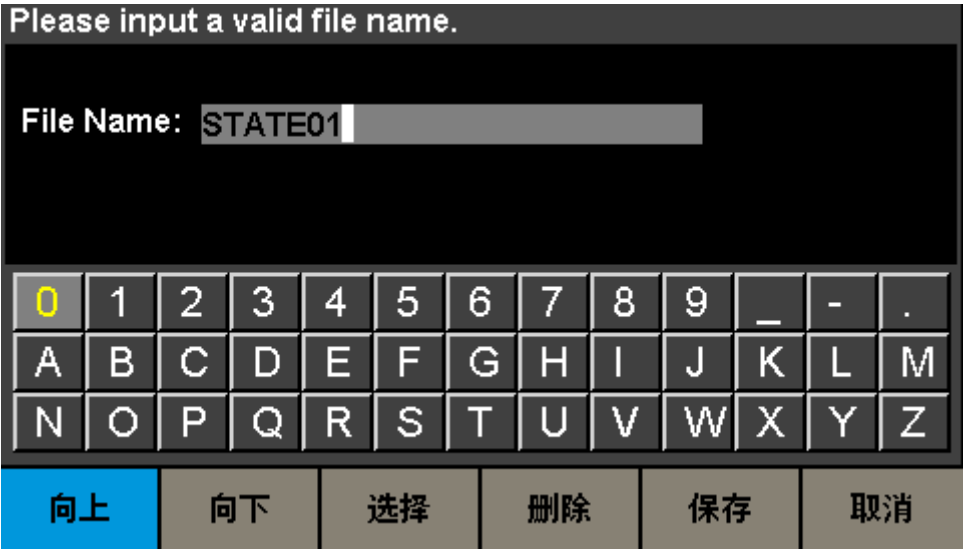 Please input a valid file name.
File Name: STATE01
0 1 2 3 4 5 6 7 8 9 _ - .
A B C D E F G H I J K L M
N O P Q R S T U V W X Y Z
向上 向下 选择 删除 保存 取消